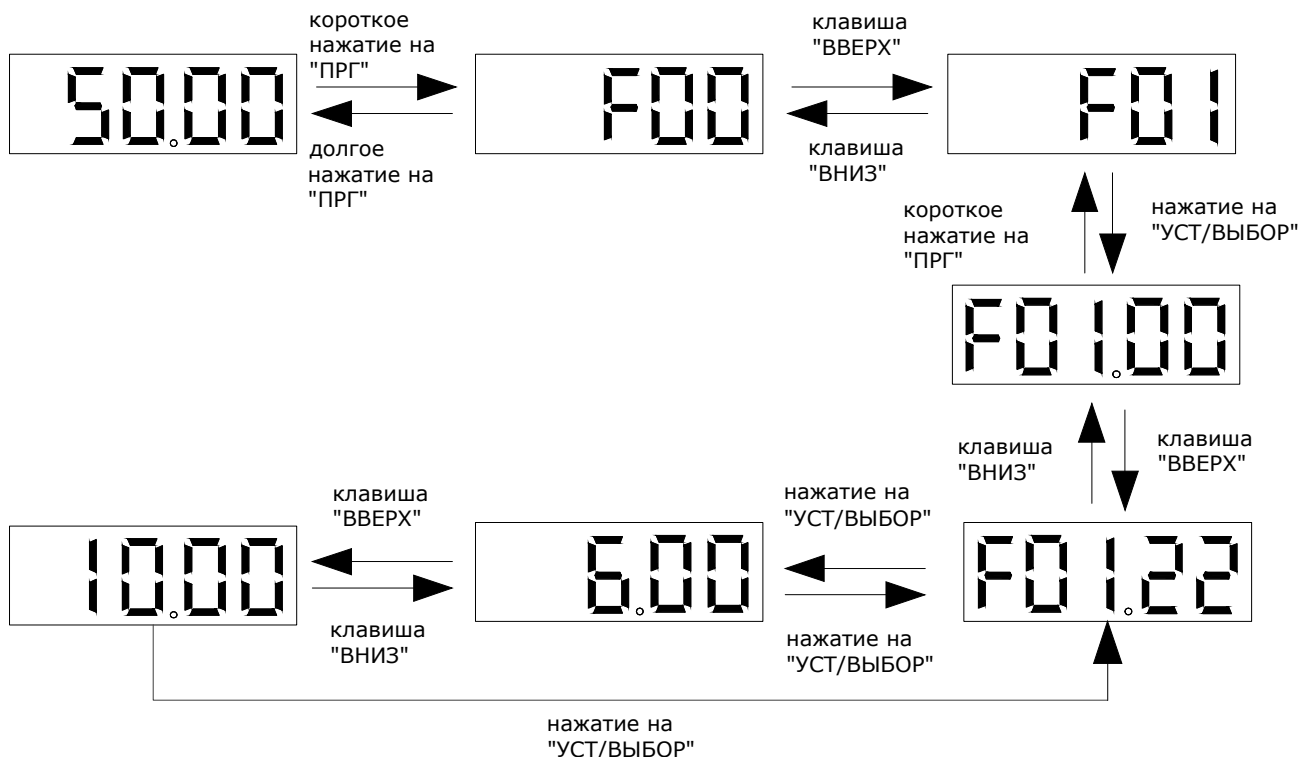 короткое
нажатие на
"ПРГ"
клавиша
"ВВЕРХ"
50.00
F00
F01
долгое
нажатие на
"ПРГ"
клавиша
"ВНИЗ"
короткое
нажатие на
"ПРГ"
нажатие на
"УСТ/ВЫБОР"
F01.00
клавиша
"ВНИЗ"
клавиша
"ВВЕРХ"
клавиша
"ВВЕРХ"
нажатие на
"УСТ/ВЫБОР"
10.00
6.00
F01.22
клавиша
"ВНИЗ"
нажатие на
"УСТ/ВЫБОР"
нажатие на
"УСТ/ВЫБОР"